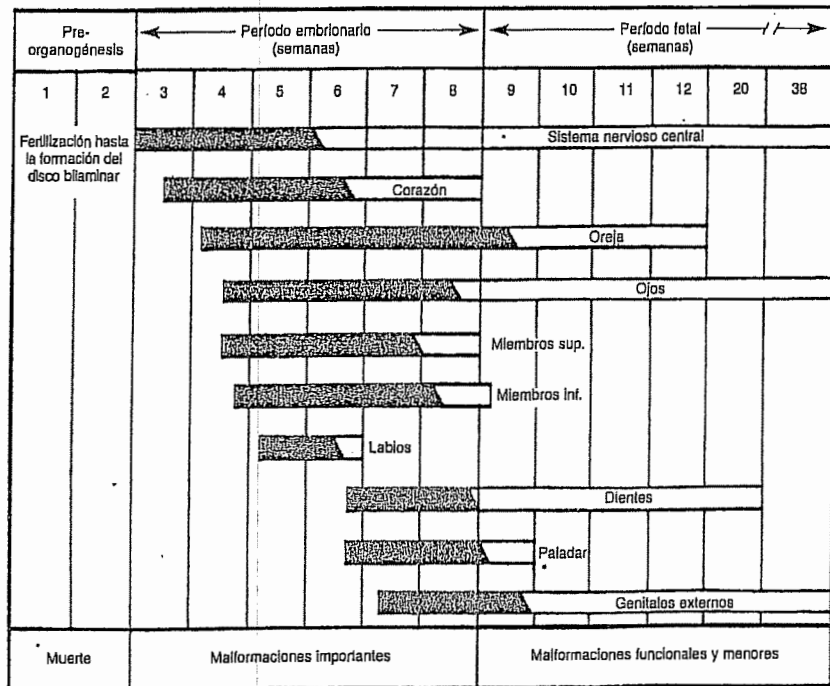 Pre-
organogénesis
Período embrionario
(semanas)
Período fetal
(semanas)
1 2 3 4 5 6 7 8 9 10 11 12 20 38
Fertilización hasta
la formación del
disco bilaminar
Sistema nervioso central
Corazón
Oreja
Ojos
Miembros sup.
Miembros inf.
Labios
Dientes
Paladar
Genitales externos
Muerte
Malformaciones importantes
Malformaciones funcionales y menores